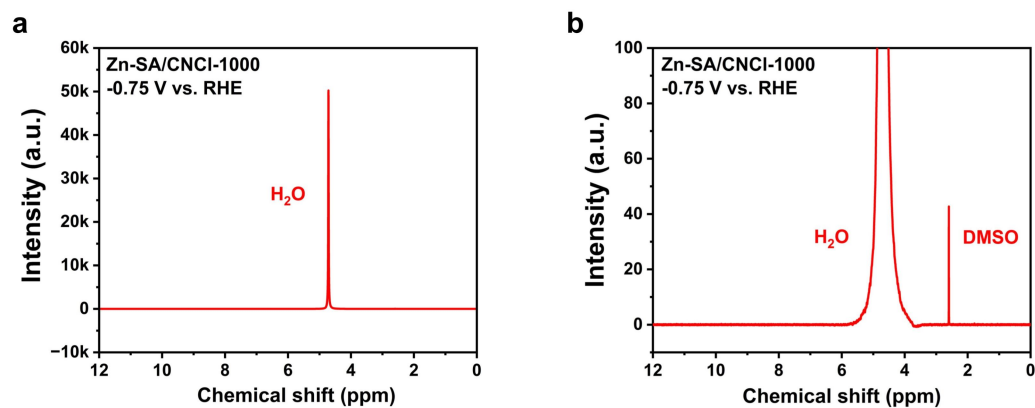 a
60k
50k
40k
30k
20k
10k
0
−10k
Intensity (a.u.)
Zn-SA/CNCl-1000
-0.75 V vs. RHE
H₂O
12
10
8
6
4
2
0
Chemical shift (ppm)
b
100
80
60
40
20
0
Intensity (a.u.)
Zn-SA/CNCl-1000
-0.75 V vs. RHE
H₂O
DMSO
12
10
8
6
4
2
0
Chemical shift (ppm)